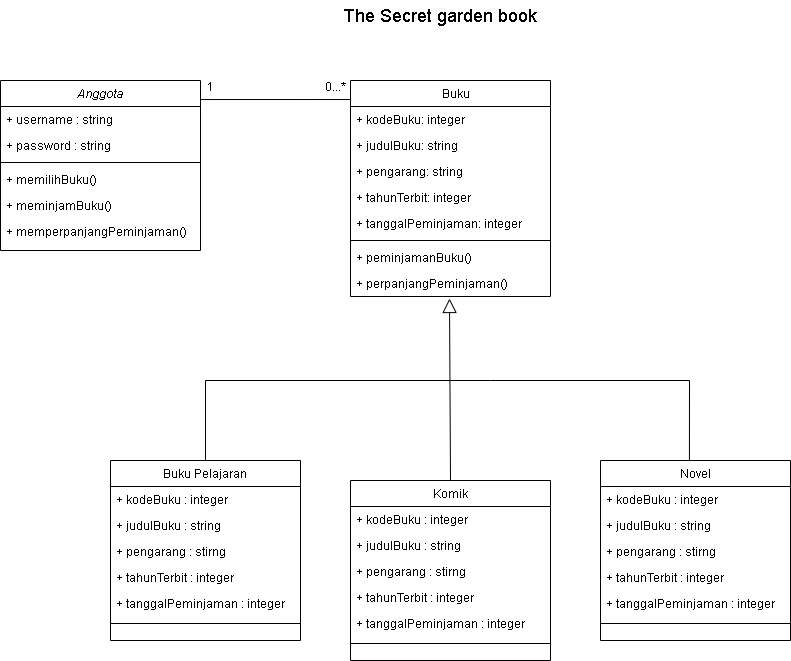 The Secret garden book
Anggota
+ username : string
+ password : string
+ memilihBuku()
+ meminjamBuku()
+ memperpanjangPeminjaman()
1
0...*
Buku
+ kodeBuku: integer
+ judulBuku: string
+ pengarang: string
+ tahunTerbit: integer
+ tanggalPeminjaman: integer
+ peminjamanBuku()
+ perpanjangPeminjaman()
Buku Pelajaran
+ kodeBuku : integer
+ judulBuku : string
+ pengarang : stirng
+ tahunTerbit : integer
+ tanggalPeminjaman : integer
Komik
+ kodeBuku : integer
+ judulBuku : string
+ pengarang : stirng
+ tahunTerbit : integer
+ tanggalPeminjaman : integer
Novel
+ kodeBuku : integer
+ judulBuku : string
+ pengarang : stirng
+ tahunTerbit : integer
+ tanggalPeminjaman : integer